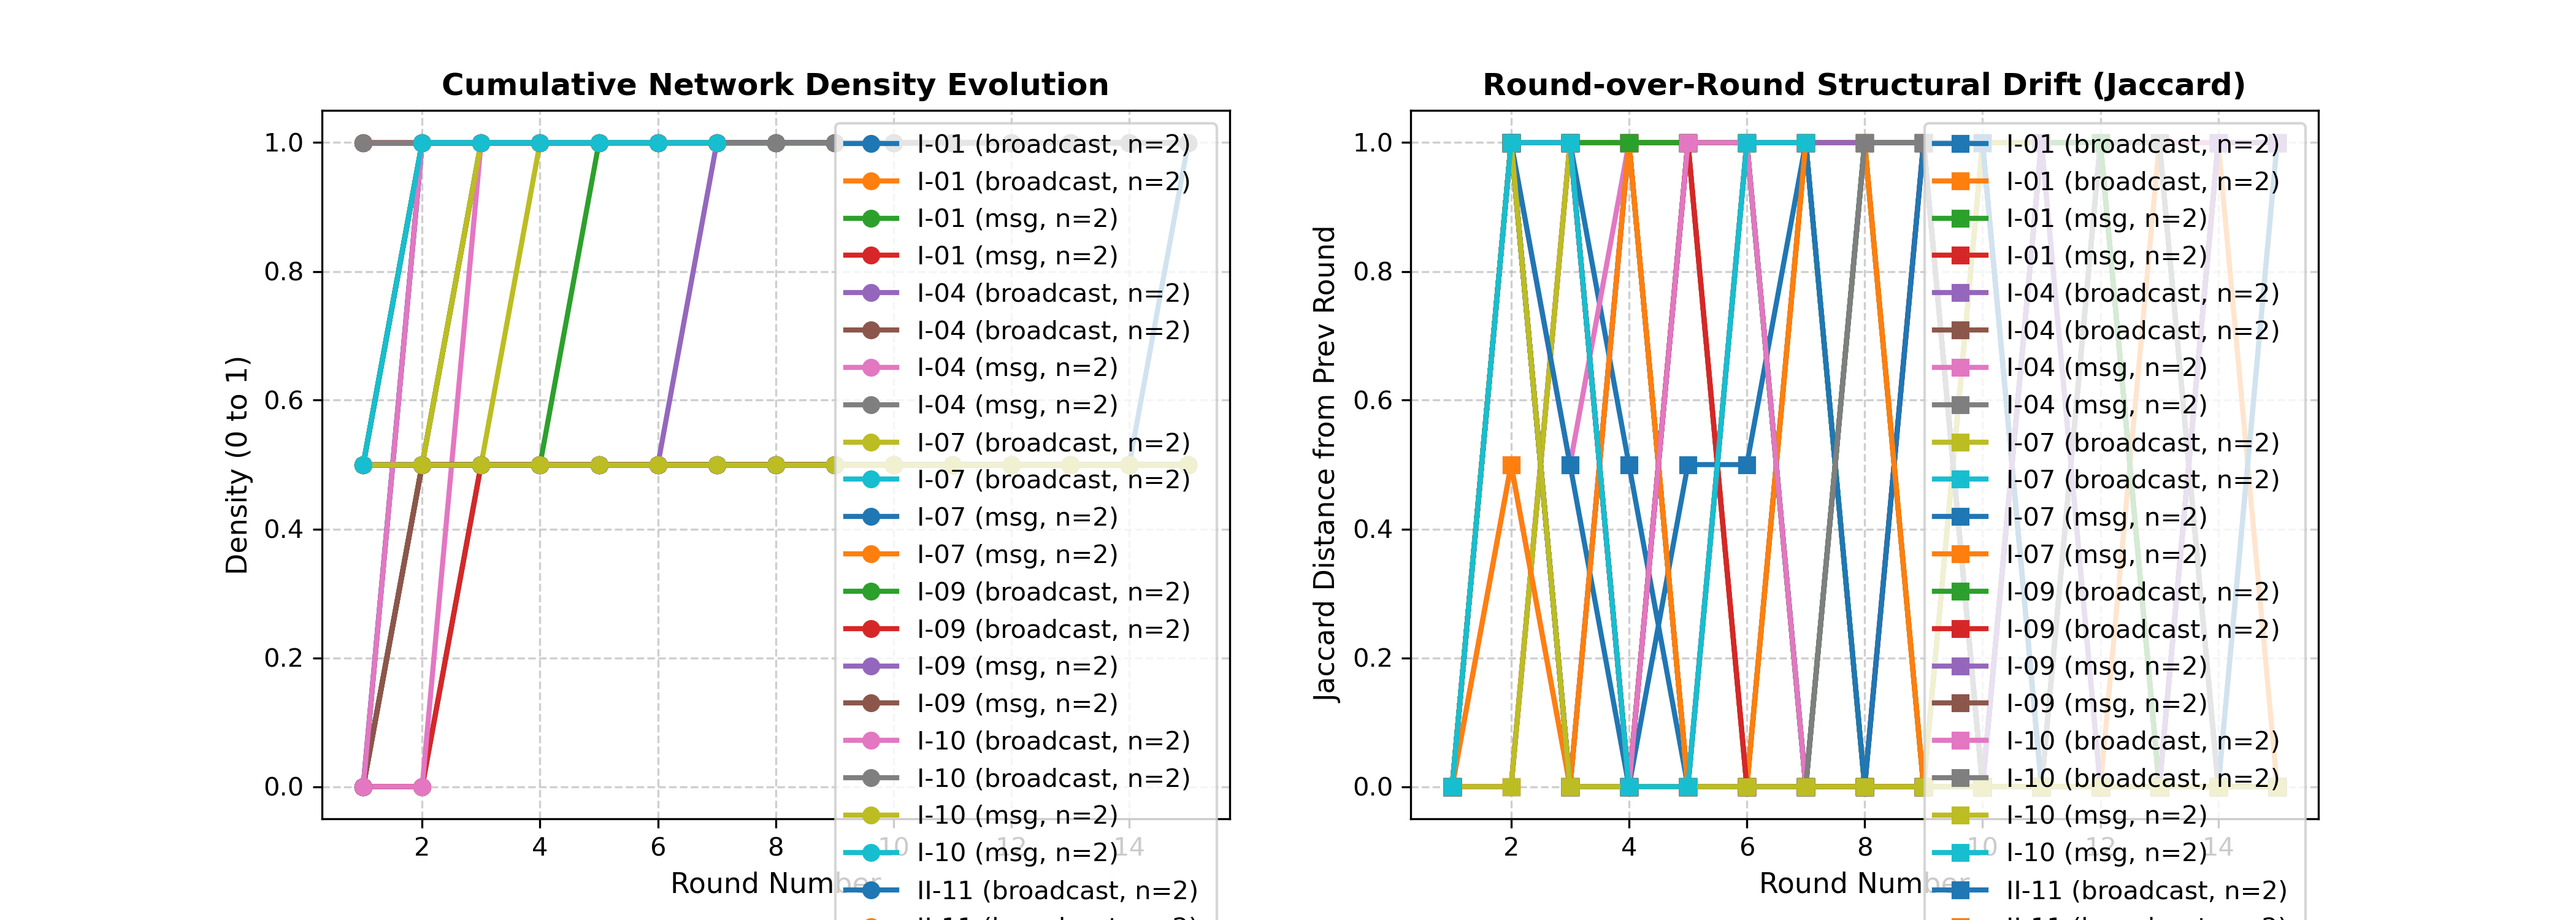 Cumulative Network Density Evolution
Density (0 to 1)
1.0
0.8
0.6
0.4
0.2
0.0
2
4
6
8
10
12
14
Round Number
I-01 (broadcast, n=2)
I-01 (broadcast, n=2)
I-01 (msg, n=2)
I-01 (msg, n=2)
I-04 (broadcast, n=2)
I-04 (broadcast, n=2)
I-04 (msg, n=2)
I-04 (msg, n=2)
I-07 (broadcast, n=2)
I-07 (broadcast, n=2)
I-07 (msg, n=2)
I-07 (msg, n=2)
I-09 (broadcast, n=2)
I-09 (broadcast, n=2)
I-09 (msg, n=2)
I-09 (msg, n=2)
I-10 (broadcast, n=2)
I-10 (broadcast, n=2)
I-10 (msg, n=2)
I-10 (msg, n=2)
II-11 (broadcast, n=2)
Round-over-Round Structural Drift (Jaccard)
Jaccard Distance from Prev Round
1.0
0.8
0.6
0.4
0.2
0.0
2
4
6
8
10
12
14
Round Number
I-01 (broadcast, n=2)
I-01 (broadcast, n=2)
I-01 (msg, n=2)
I-01 (msg, n=2)
I-04 (broadcast, n=2)
I-04 (broadcast, n=2)
I-04 (msg, n=2)
I-04 (msg, n=2)
I-07 (broadcast, n=2)
I-07 (broadcast, n=2)
I-07 (msg, n=2)
I-07 (msg, n=2)
I-09 (broadcast, n=2)
I-09 (broadcast, n=2)
I-09 (msg, n=2)
I-09 (msg, n=2)
I-10 (broadcast, n=2)
I-10 (broadcast, n=2)
I-10 (msg, n=2)
I-10 (msg, n=2)
II-11 (broadcast, n=2)